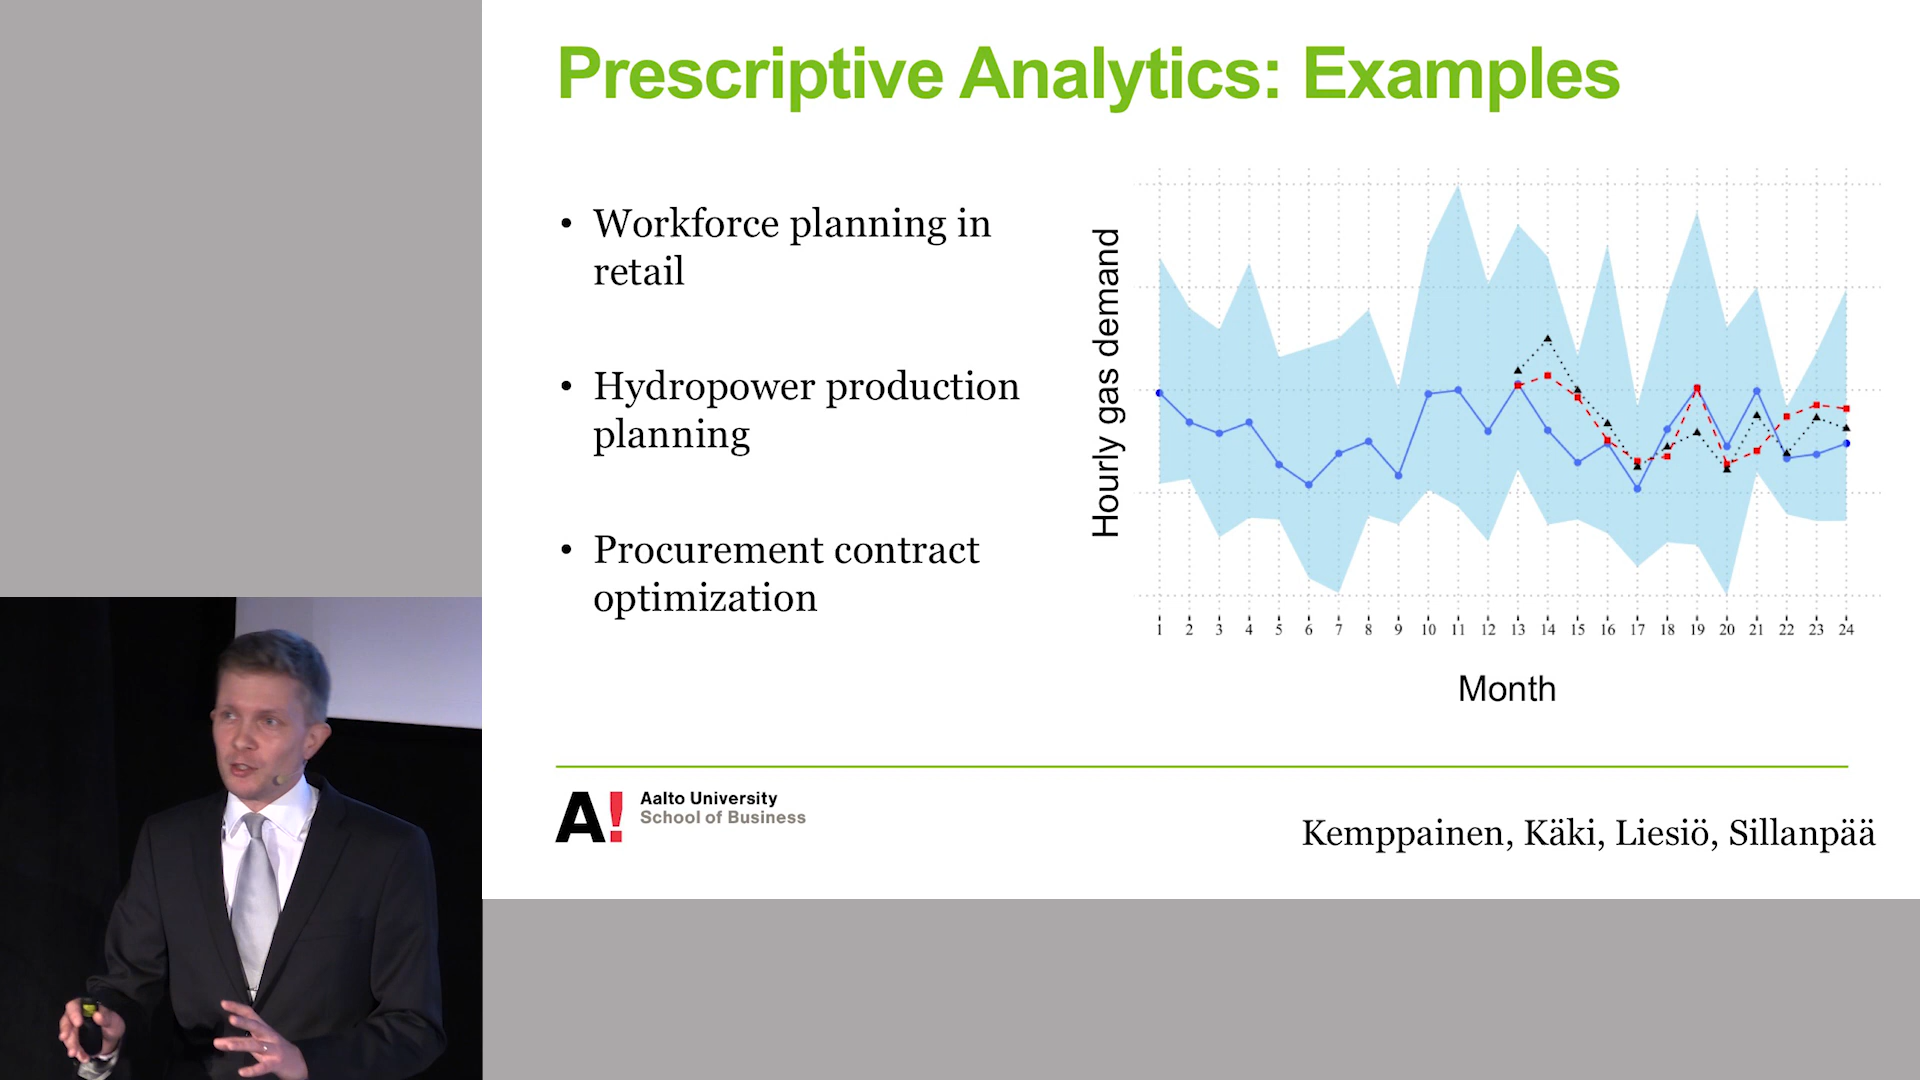 Prescriptive Analytics: Examples
• Workforce planning in
retail
• Hydropower production
planning
• Procurement contract
optimization
Hourly gas demand
1 2 3 4 5 6 7 8 9 10 11 12 13 14 15 16 17 18 19 20 21 22 23 24
Month
A!
Aalto University
School of Business
Kemppainen, Käki, Liesiö, Sillanpää